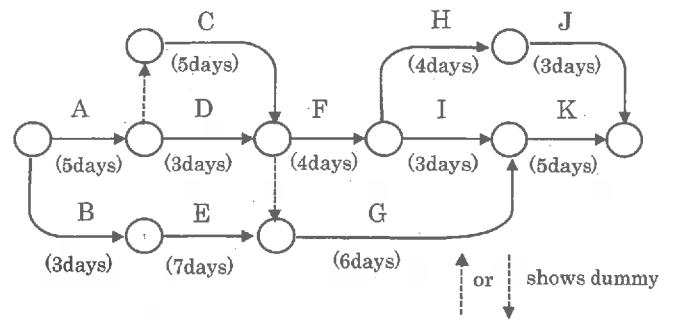 C
H
J
(5days)
(4days)
(3days)
A
D
F
I
K
(5days)
(3days)
(4days)
(3days)
(5days)
B
E
G
(3days)
(7days)
(6days)
or
shows dummy